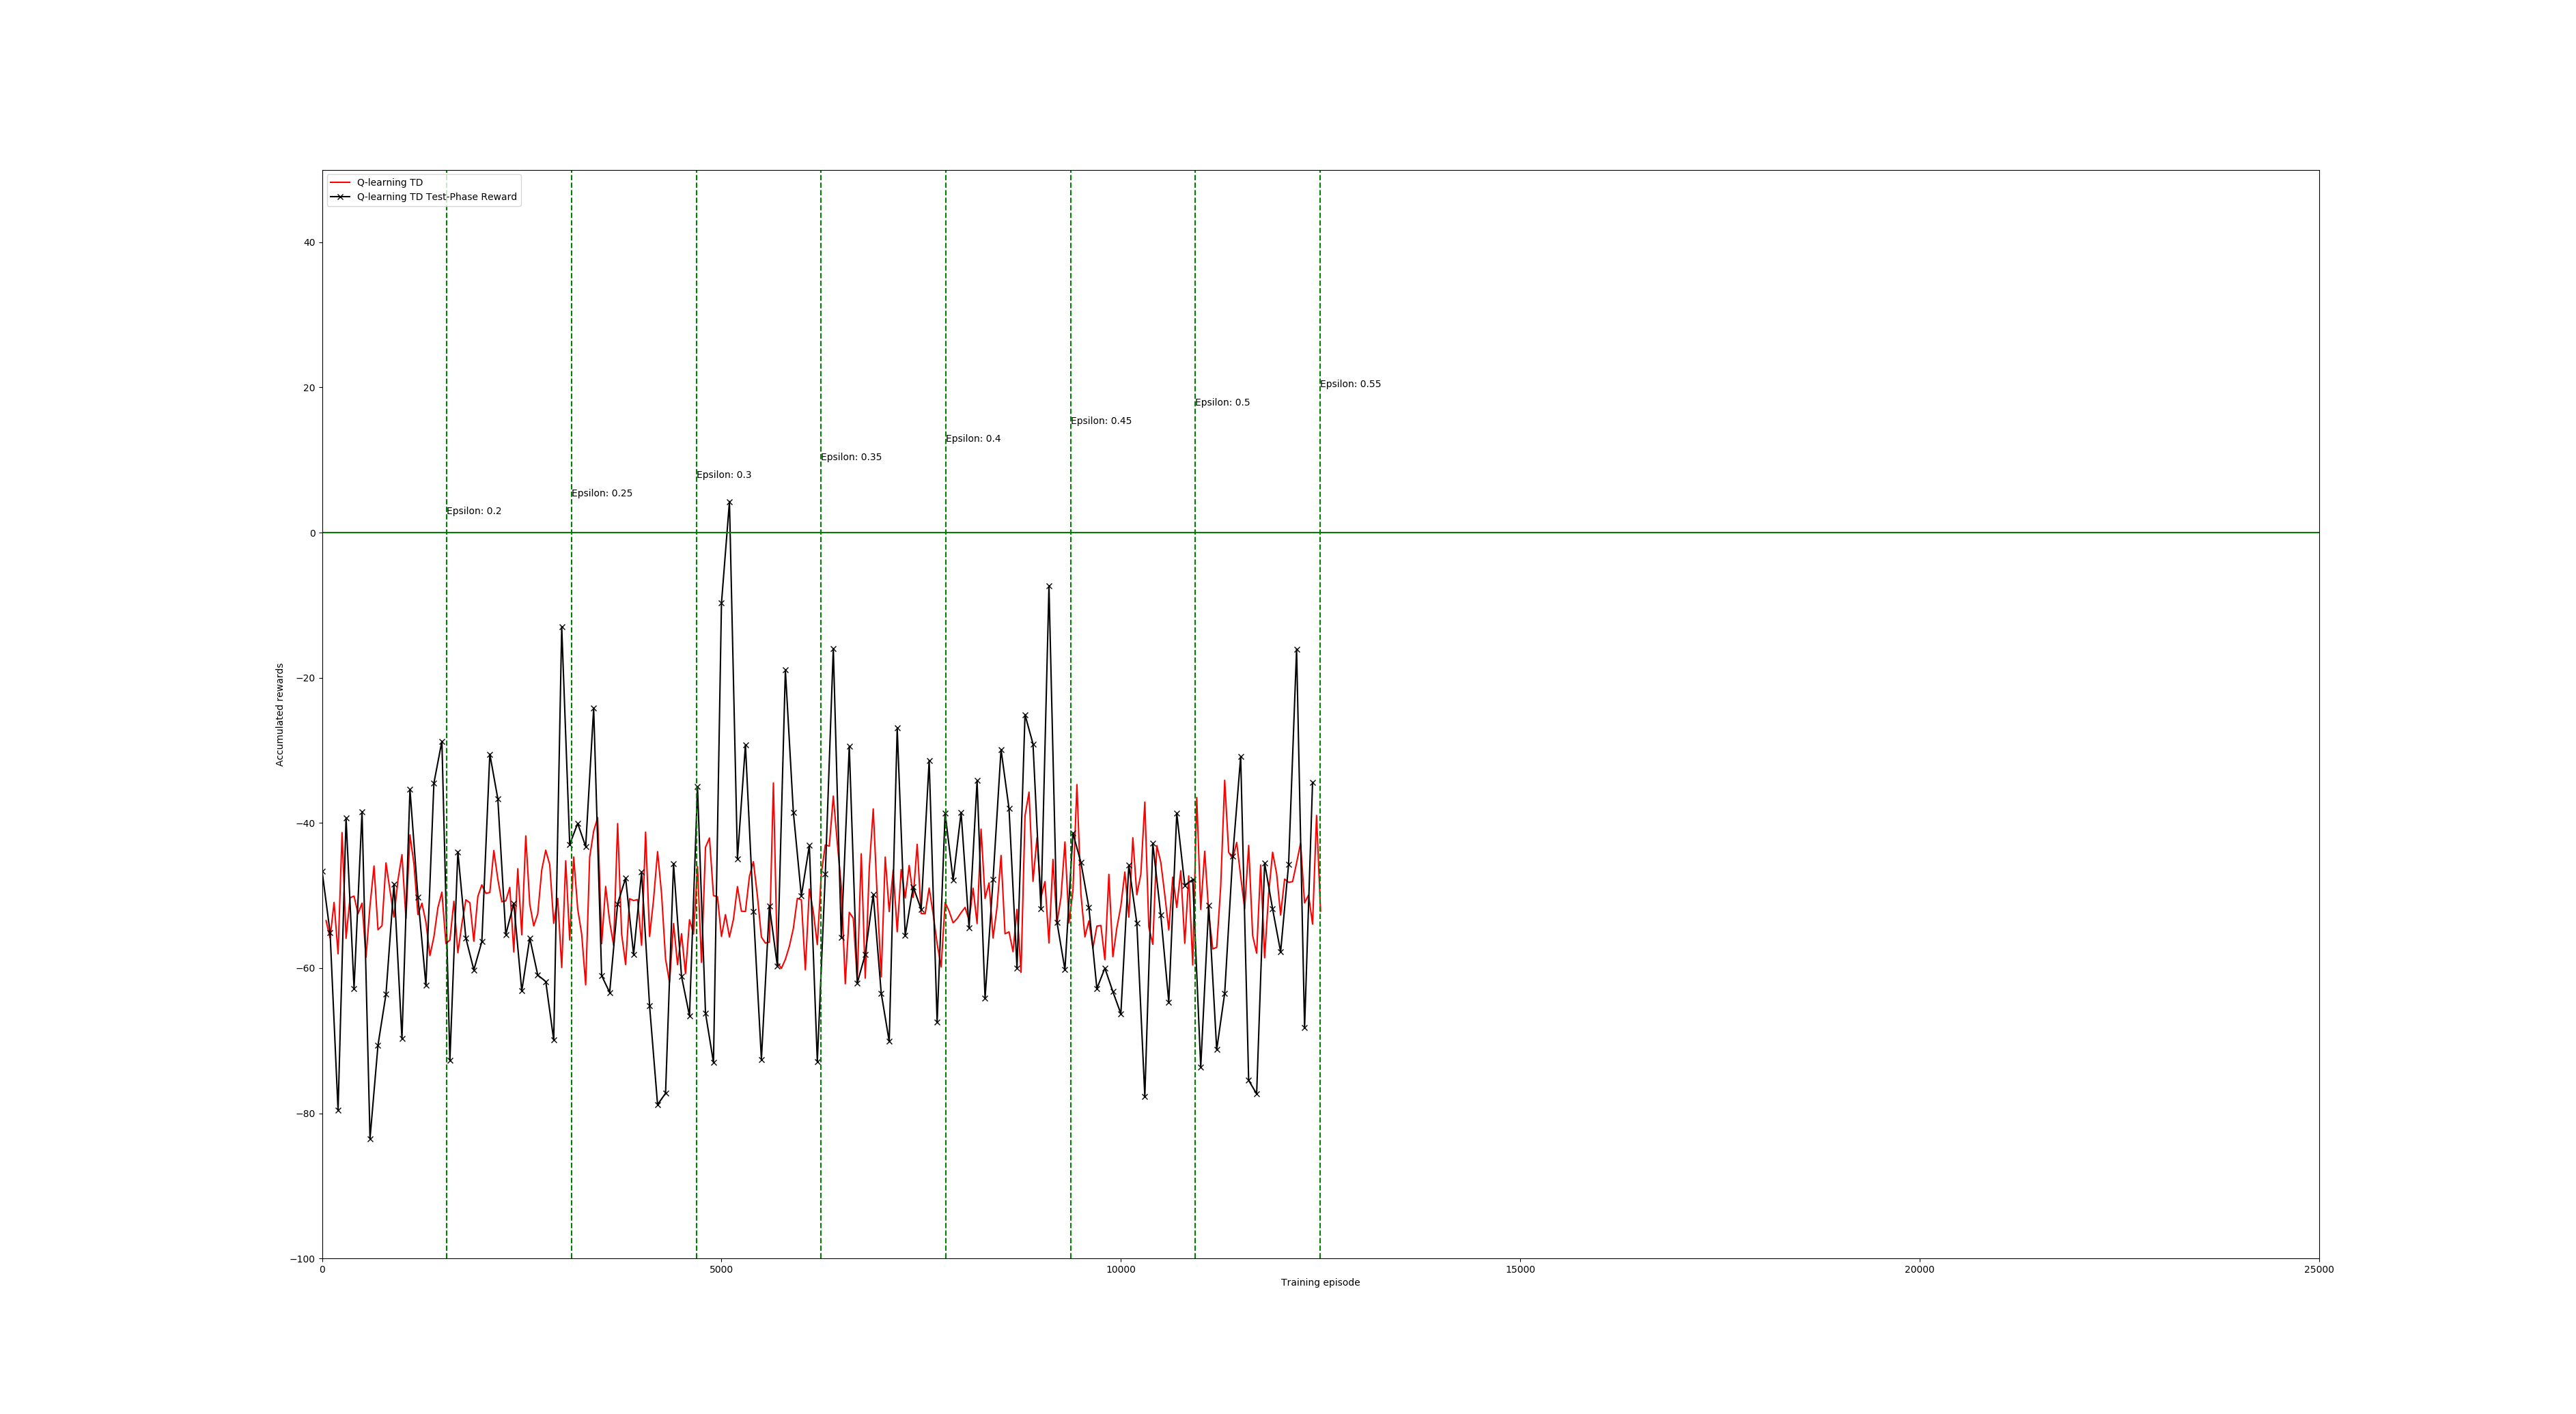 Q-learning TD
Q-learning TD Test-Phase Reward
40
20
0
−20
−40
−60
−80
−100
Accumulated rewards
Epsilon: 0.55
Epsilon: 0.5
Epsilon: 0.45
Epsilon: 0.4
Epsilon: 0.35
Epsilon: 0.3
Epsilon: 0.25
Epsilon: 0.2
0
5000
10000
15000
20000
25000
Training episode